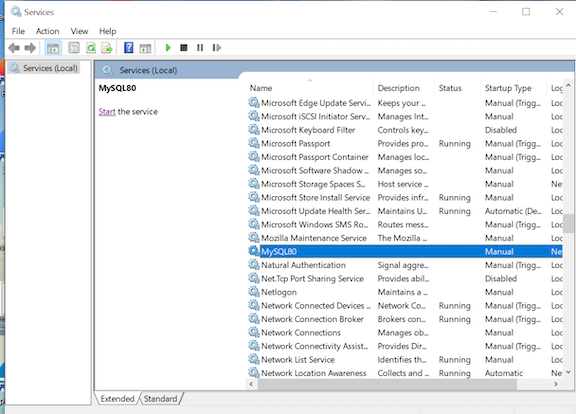 Services
File Action View Help
Services (Local)
Services (Local)
MySQL80
Start the service
Name Description Status Startup Type Log
Microsoft Edge Update Servi... Keeps your ... Manual (Trigg... Loc
Microsoft iSCSI Initiator Serv... Manages Int... Manual Loc
Microsoft Keyboard Filter Controls key... Disabled Loc
Microsoft Passport Provides pro... Running Manual (Trigg... Loc
Microsoft Passport Container Manages loc... Manual (Trigg... Loc
Microsoft Software Shadow ... Manages so... Manual Loc
Microsoft Storage Spaces S... Host service ... Manual Ne
Microsoft Store Install Service Provides infr... Running Manual Loc
Microsoft Update Health Ser... Maintains U... Running Automatic (De... Loc
Microsoft Windows SMS Ro... Routes mess... Manual (Trigg... Loc
Mozilla Maintenance Service The Mozilla ... Manual Loc
MySQL80 Manual Ne
Natural Authentication Signal aggre... Manual (Trigg... Loc
Net.Tcp Port Sharing Service Provides abil... Disabled Loc
Netlogon Maintains a ... Manual Loc
Network Connected Devices ... Network Co... Running Manual (Trigg... Loc
Network Connection Broker Brokers con... Running Manual (Trigg... Loc
Network Connections Manages ob... Manual Loc
Network Connectivity Assist... Provides Dir... Manual (Trigg... Loc
Network List Service Identifies th... Running Manual Loc
Network Location Awareness Collects and ... Running Automatic Ne
Extended Standard